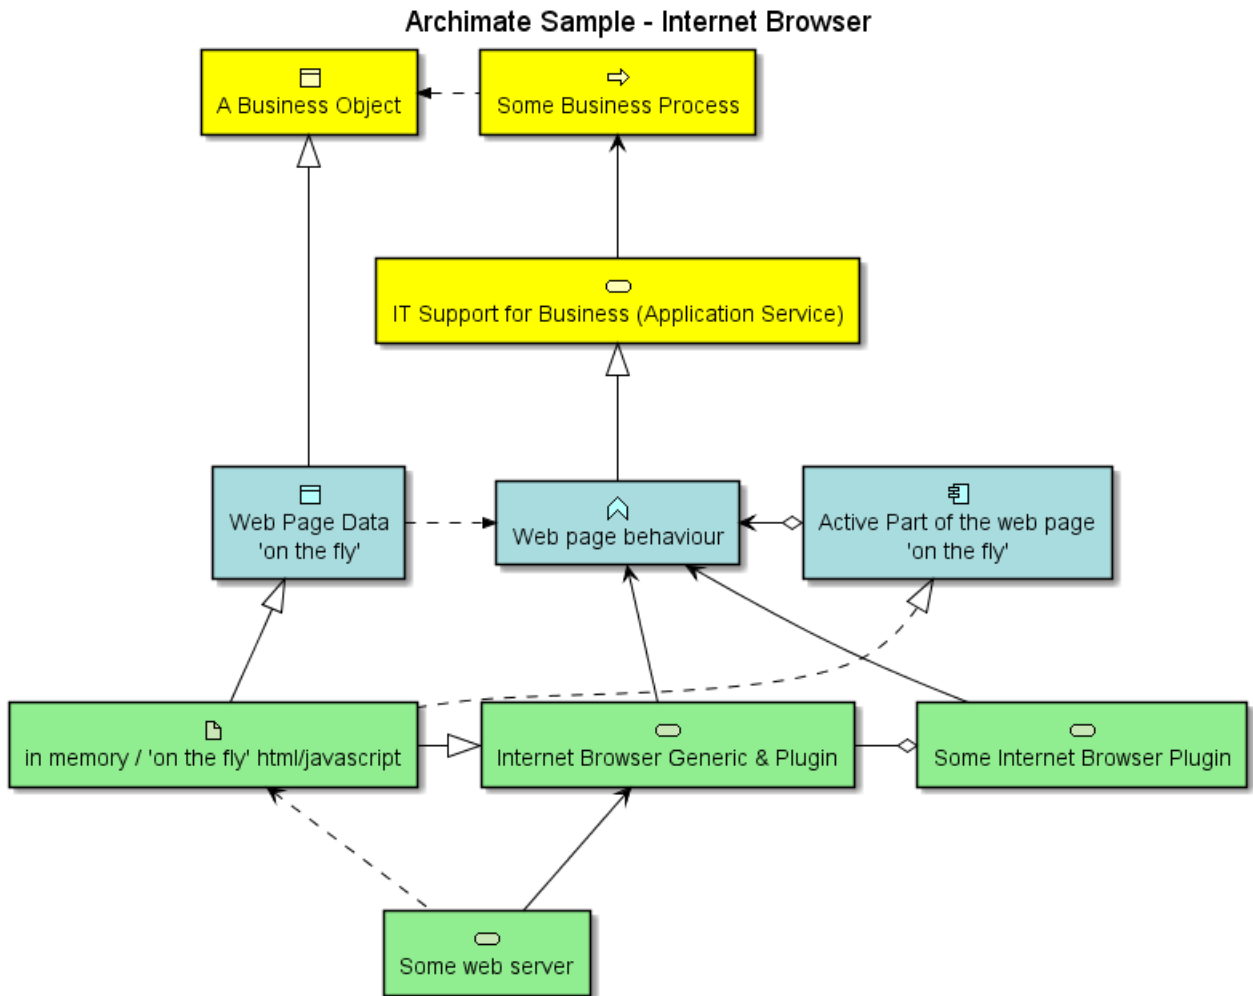 Archimate Sample - Internet Browser
A Business Object
Some Business Process
IT Support for Business (Application Service)
Web Page Data
'on the fly'
Web page behaviour
Active Part of the web page
'on the fly'
in memory / 'on the fly' html/javascript
Internet Browser Generic & Plugin
Some Internet Browser Plugin
Some web server